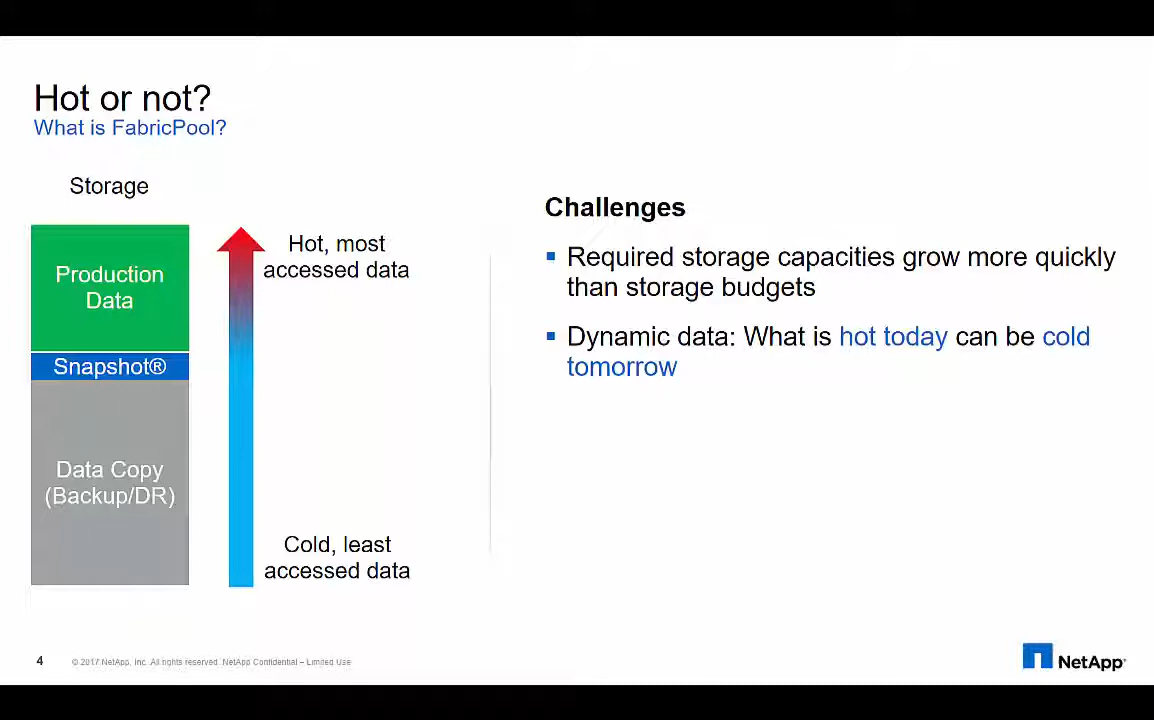 Hot or not?
What is FabricPool?
Storage
Production
Data
Snapshot®
Data Copy
(Backup/DR)
Hot, most
accessed data
Cold, least
accessed data
Challenges
▪ Required storage capacities grow more quickly
than storage budgets
▪ Dynamic data: What is hot today can be cold
tomorrow
4
© 2017 NetApp, Inc. All rights reserved. NetApp Confidential – Limited Use
NetApp